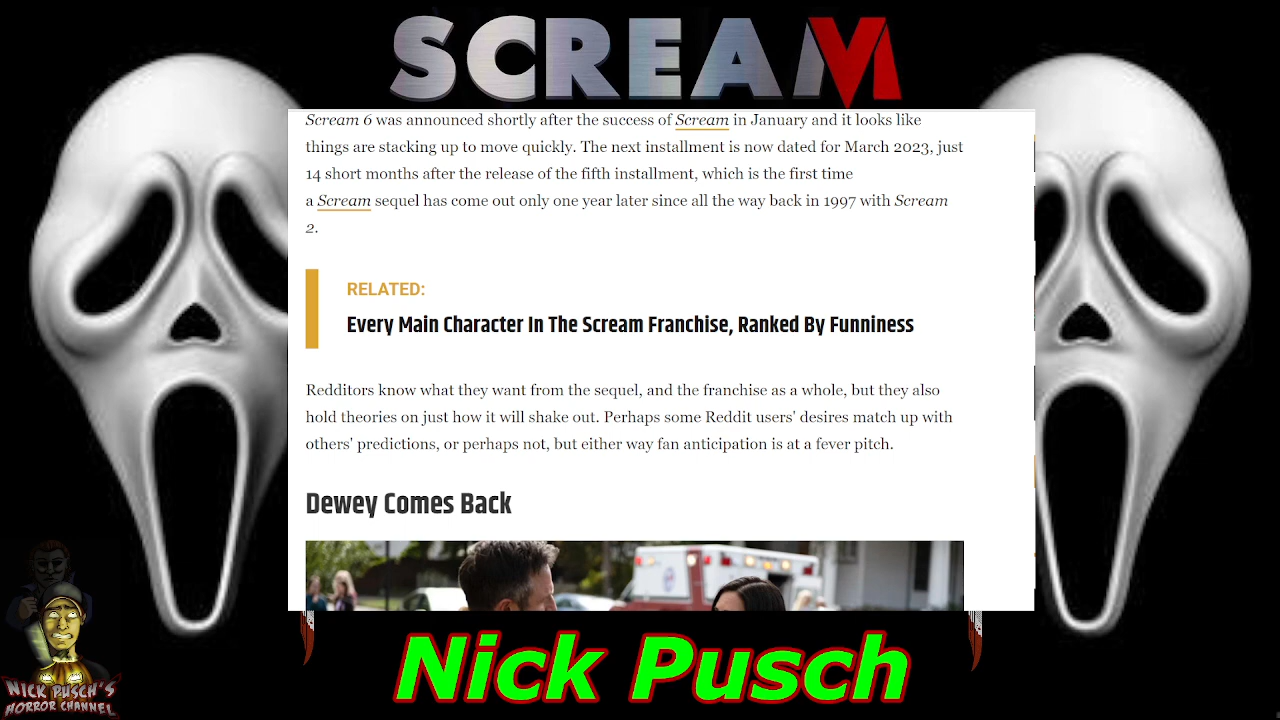 SCREAM
Scream 6 was announced shortly after the success of Scream in January and it looks like
things are stacking up to move quickly. The next installment is now dated for March 2023, just
14 short months after the release of the fifth installment, which is the first time
a Scream sequel has come out only one year later since all the way back in 1997 with Scream
2.
RELATED:
Every Main Character In The Scream Franchise, Ranked By Funniness
Redditors know what they want from the sequel, and the franchise as a whole, but they also
hold theories on just how it will shake out. Perhaps some Reddit users' desires match up with
others' predictions, or perhaps not, but either way fan anticipation is at a fever pitch.
Dewey Comes Back
Nick Pusch
NICK PUSCH'S
HORROR CHANNEL